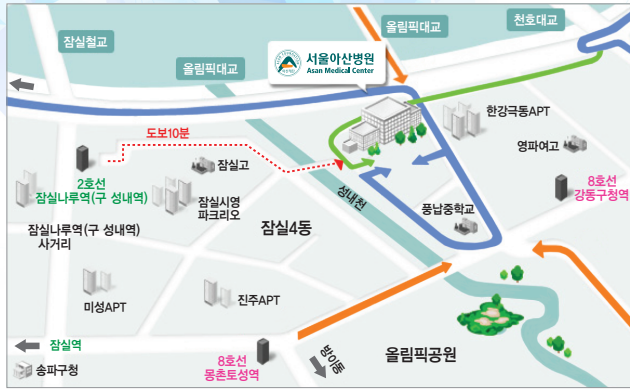 천호대교
잠실철교
올림픽대로
올림픽대교
올림픽대교
서울아산병원
Asan Medical Center
한강극동APT
영파여고
도보10분
2호선
잠실나루역(구 성내역)
잠실고
잠실시영
파크리오
성내천
풍납중학교
8호선
강동구청역
잠실나루역(구 성내역)
사거리
잠실4동
미성APT
진주APT
잠실역
송파구청
8호선
몽촌토성역
방이동
올림픽공원